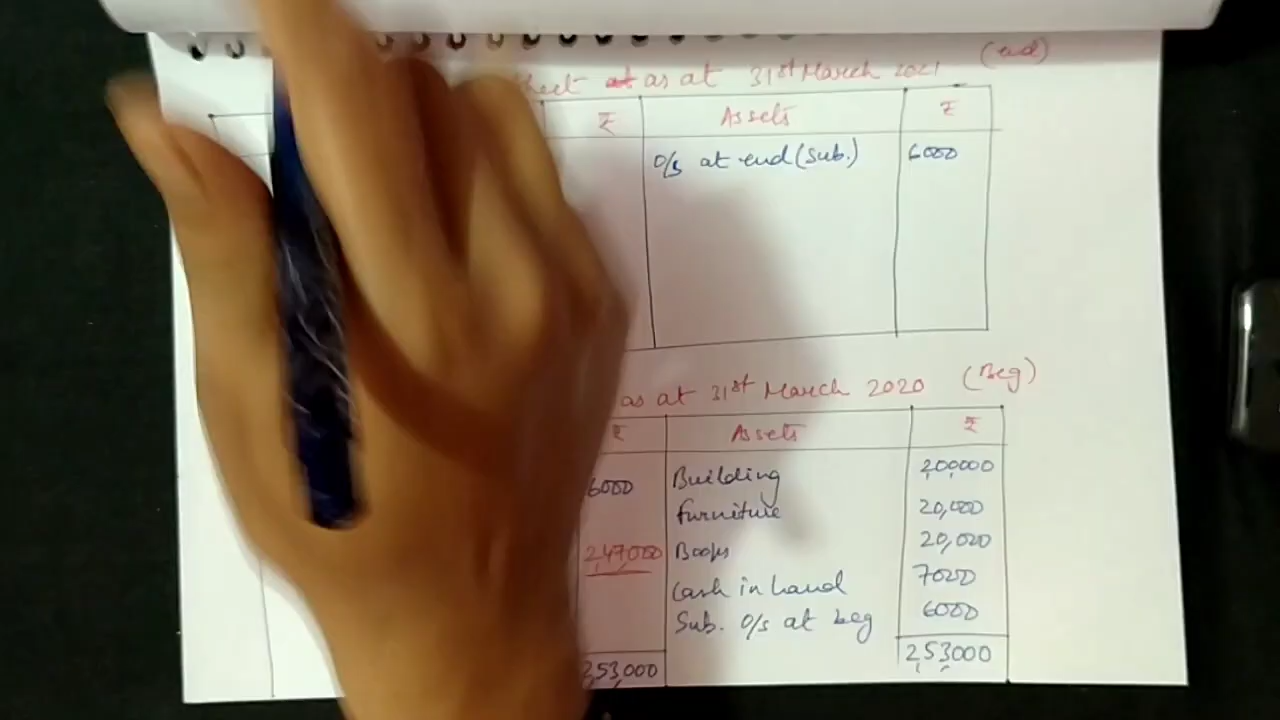 as at 31st March 2021 (end)
₹ Assets ₹
O/s at end (Sub.) 6000
as at 31st March 2020 (Beg)
₹ Assets ₹
6000 Building 2,00,000
Furniture 20,000
2,47,000 Books 20,000
Cash in hand 7000
Sub. O/s at beg 6000
2,53,000 2,53,000